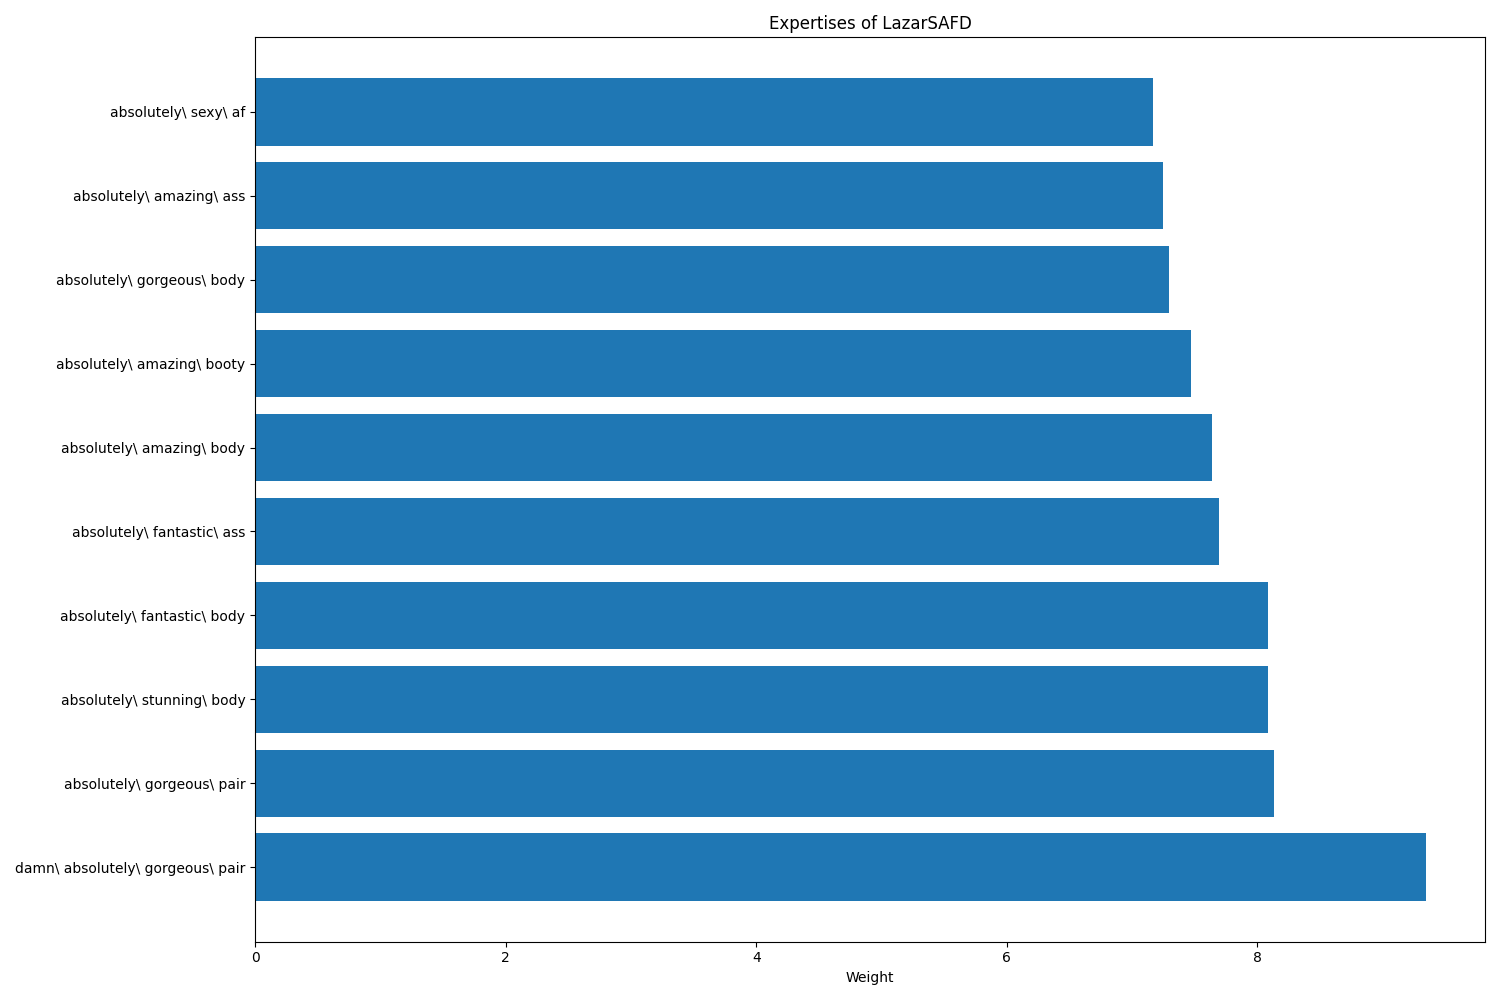 Expertises of LazarSAFD
absolutely\ sexy\ af
absolutely\ amazing\ ass
absolutely\ gorgeous\ body
absolutely\ amazing\ booty
absolutely\ amazing\ body
absolutely\ fantastic\ ass
absolutely\ fantastic\ body
absolutely\ stunning\ body
absolutely\ gorgeous\ pair
damn\ absolutely\ gorgeous\ pair
0 2 4 6 8
Weight